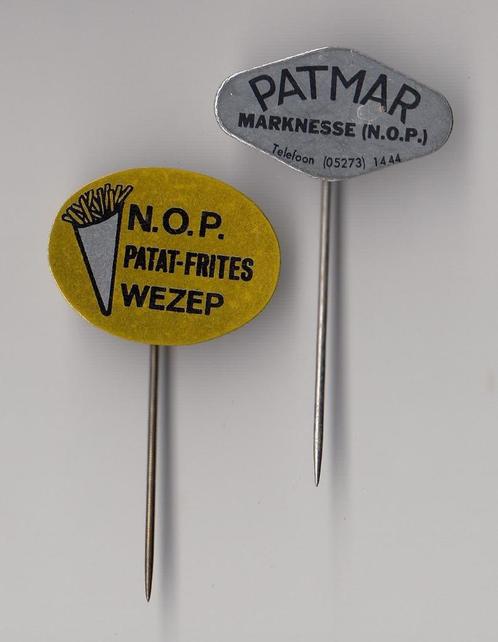 PATMAR
MARKNESSE (N.O.P.)
Telefoon (05273) 1444
N.O.P.
PATAT-FRITES
WEZEP